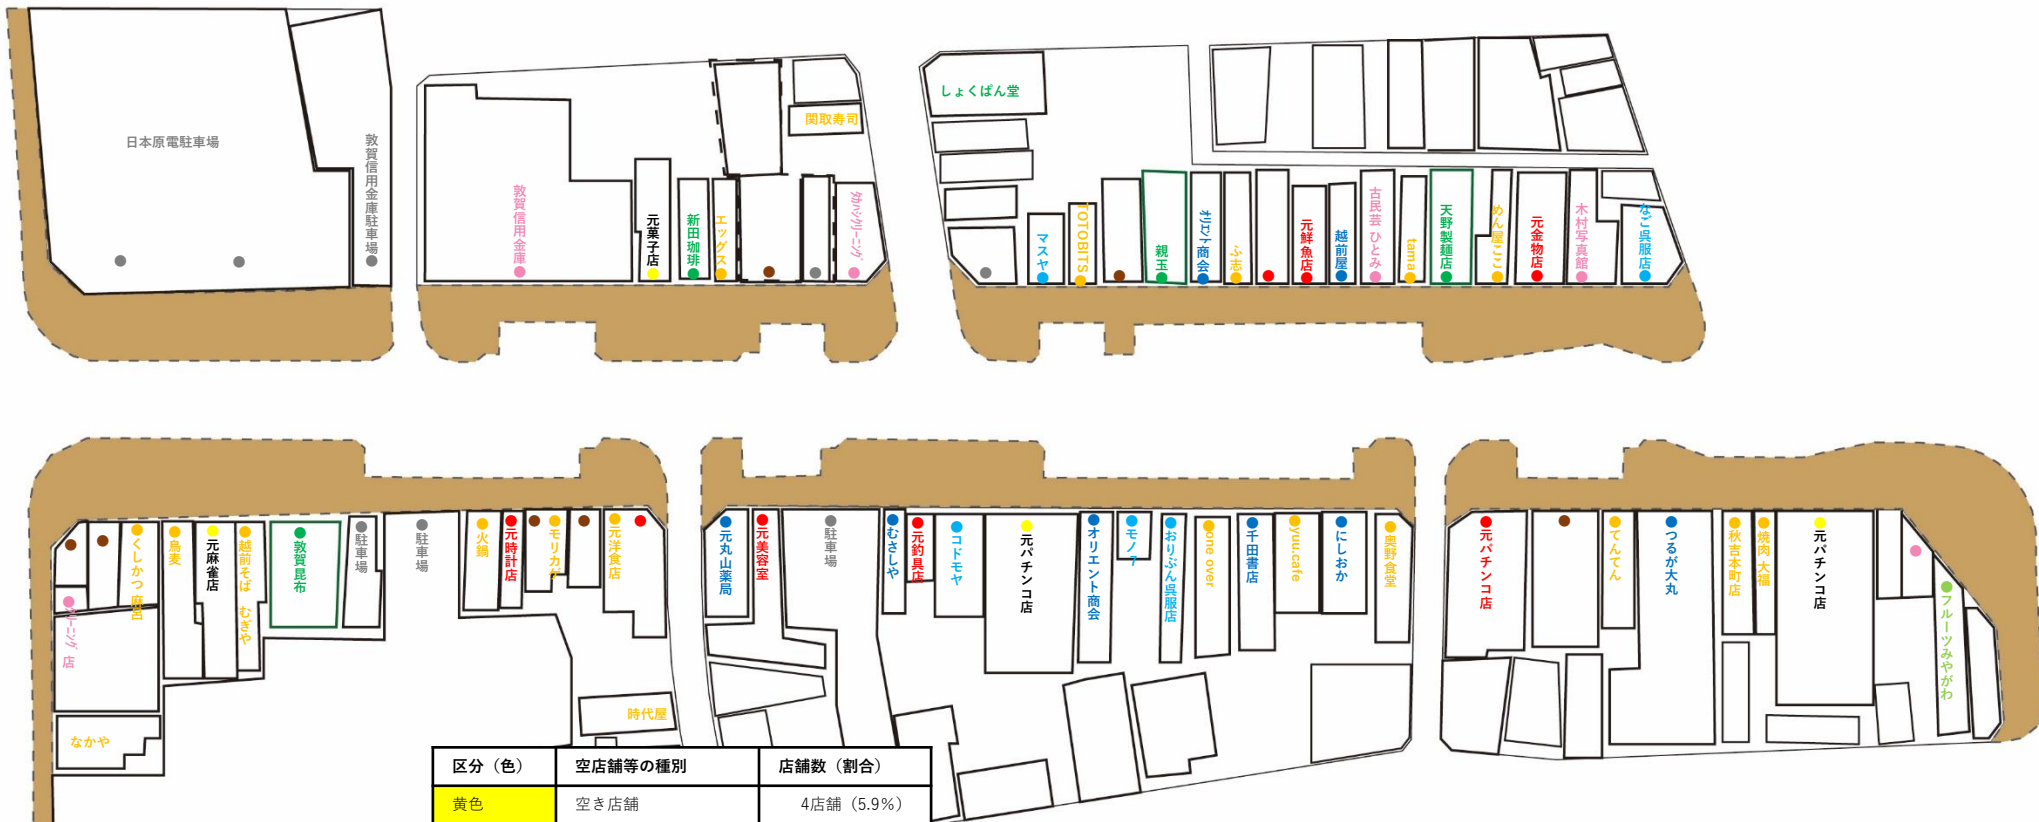 日本原電駐車場
敦賀信用金庫駐車場
敦賀信用金庫
元菓子店
新田珈琲
エッグス
関取寿司
タカハシクリーニング
しょくぱん堂
マスヤ
TOTOBITS
親玉
オリエント商会
ふ志
元鮮魚店
越前屋
古民芸 ひとみ
tama
天野製麺店
めん屋ここ
元金物店
木村写真館
なご呉服店
クリーニング店
くしかつ 麻呂
鳥麦
元麻雀店
越前そば むぎや
敦賀昆布
駐車場
駐車場
火鍋
元時計店
モリカゲ
元洋食店
なかや
時代屋
元丸山薬局
元美容室
駐車場
むさしや
元釣具店
コドモヤ
元パチンコ店
オリエント商会
モノ7
おりぶん呉服店
one over
千田書店
yuu.cafe
にしおか
奥野食堂
元パチンコ店
てんてん
つるが大丸
秋吉本町店
焼肉 大福
元パチンコ店
フルーツみやがわ
区分（色） 空店舗等の種別 店舗数（割合）
黄色 空き店舗 4店舗（5.9%）